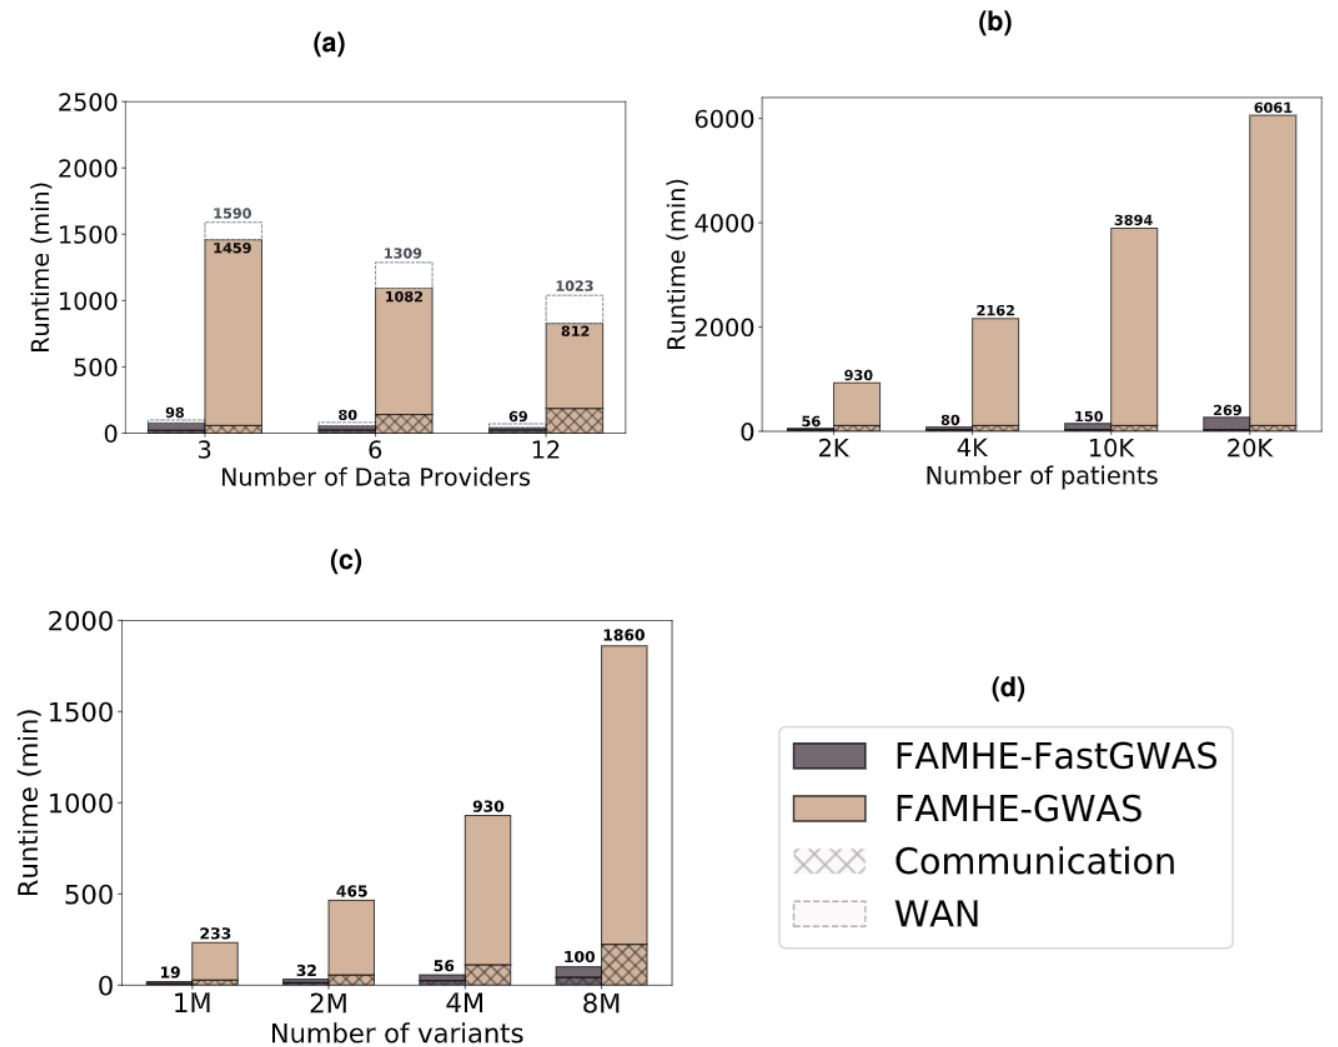 (a)
2500
2000
1500
1000
500
0
Runtime (min)
1590
1459
1309
1082
1023
812
98
80
69
3 6 12
Number of Data Providers
(b)
6000
4000
2000
0
Runtime (min)
6061
3894
2162
930
56
80
150
269
2K 4K 10K 20K
Number of patients
(c)
2000
1500
1000
500
0
Runtime (min)
1860
930
465
233
19
32
56
100
1M 2M 4M 8M
Number of variants
(d)
FAMHE-FastGWAS
FAMHE-GWAS
Communication
WAN